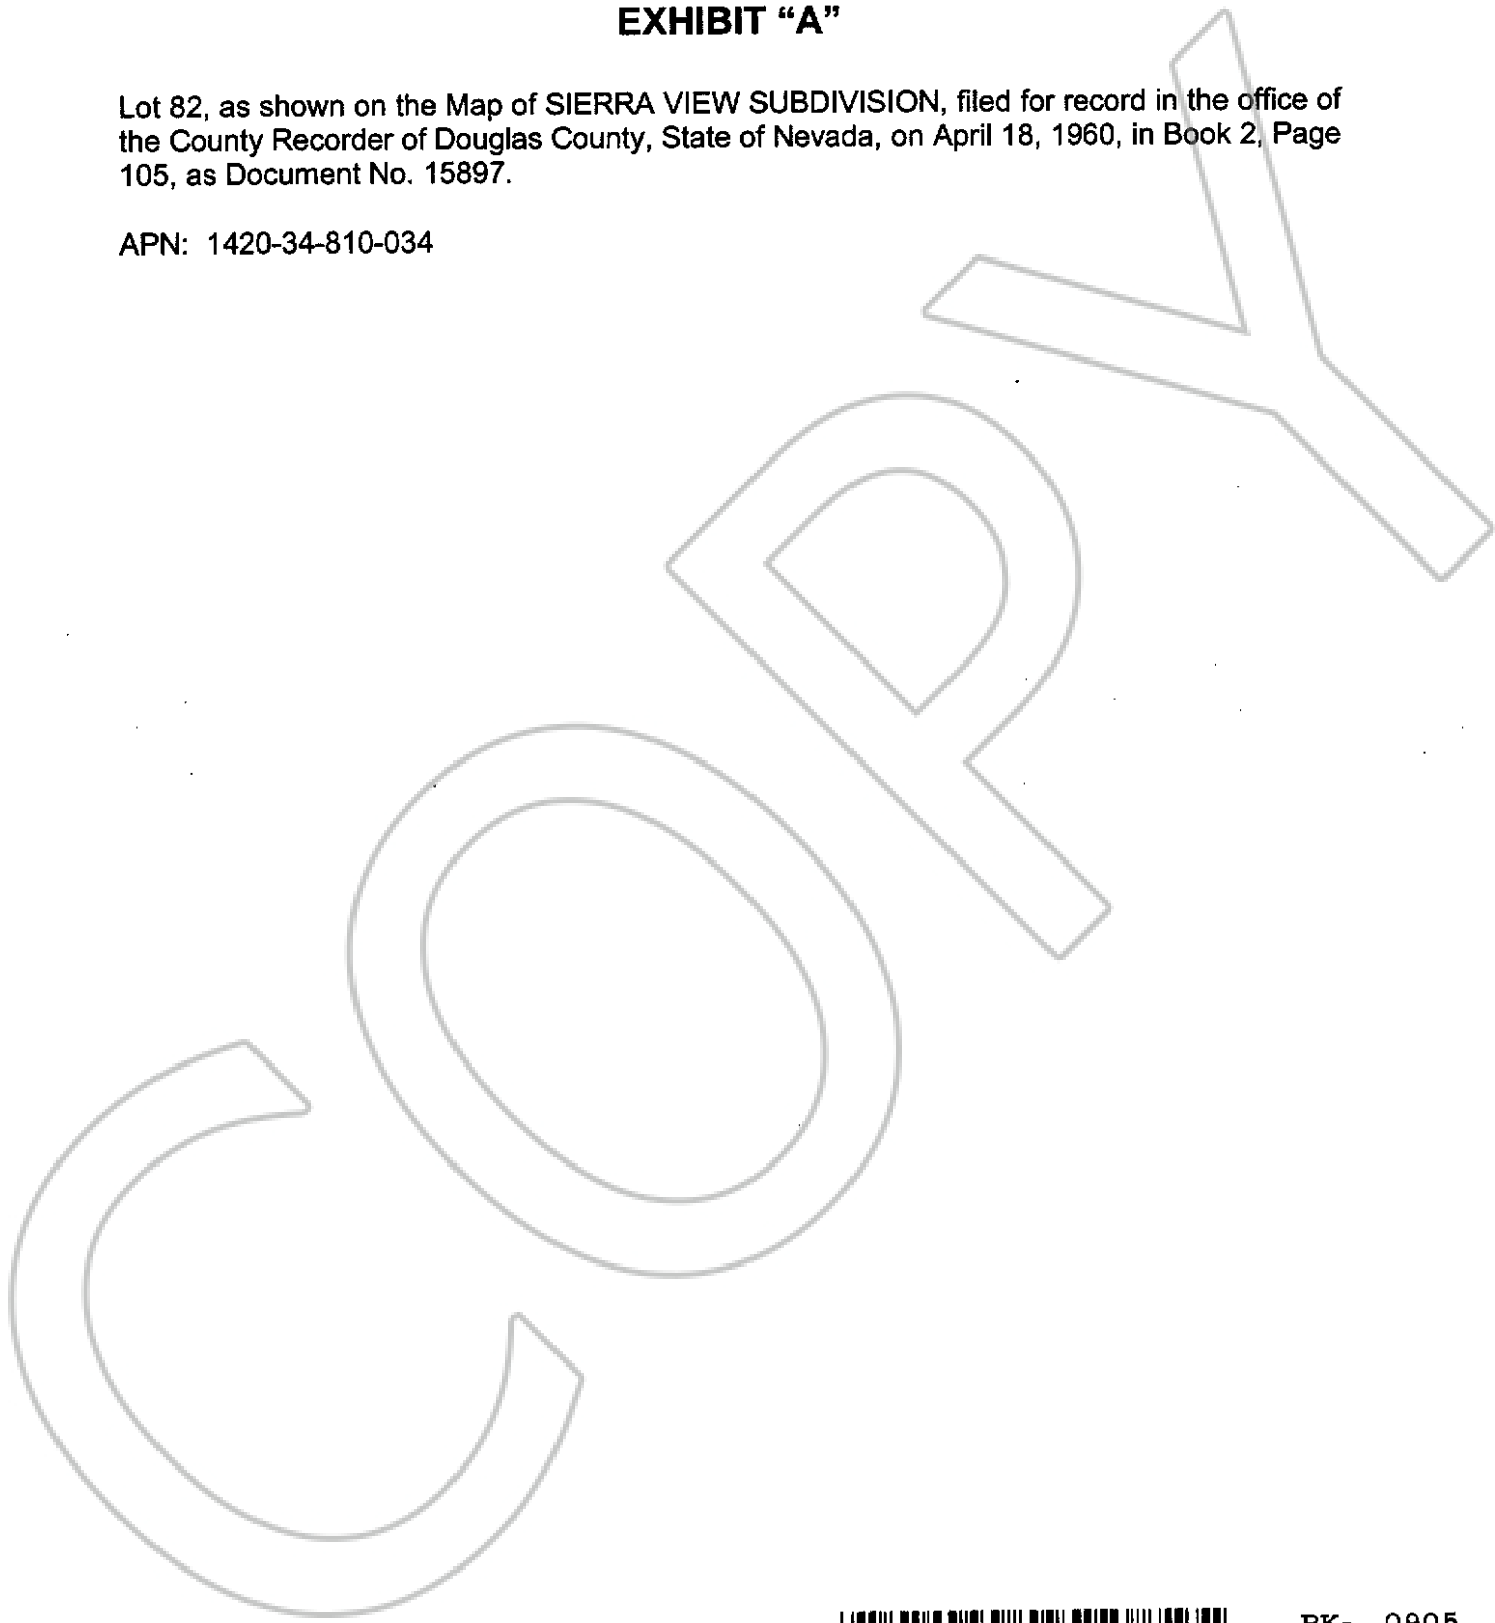 EXHIBIT “A”
Lot 82, as shown on the Map of SIERRA VIEW SUBDIVISION, filed for record in the office of
the County Recorder of Douglas County, State of Nevada, on April 18, 1960, in Book 2, Page
105, as Document No. 15897.
APN: 1420-34-810-034
COPY
BK- 0905